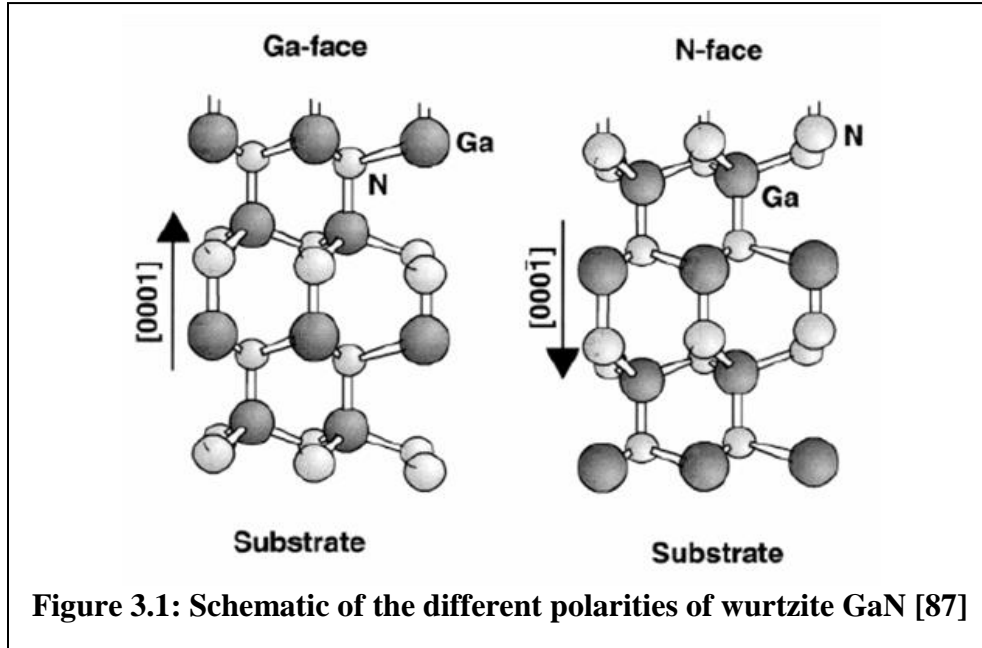 Ga-face
N-face
Ga
N
N
Ga
[0001]
[0001̄]
Substrate
Substrate
Figure 3.1: Schematic of the different polarities of wurtzite GaN [87]